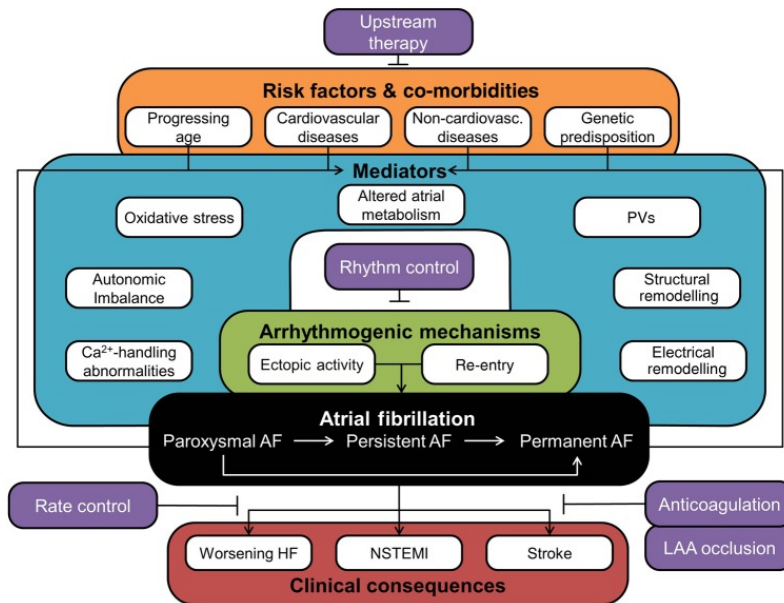 Upstream
therapy
Risk factors & co-morbidities
Progressing
age
Cardiovascular
diseases
Non-cardiovasc.
diseases
Genetic
predisposition
Mediators
Oxidative stress
Altered atrial
metabolism
PVs
Autonomic
Imbalance
Rhythm control
Structural
remodelling
Ca²⁺-handling
abnormalities
Arrhythmogenic mechanisms
Ectopic activity
Re-entry
Electrical
remodelling
Atrial fibrillation
Paroxysmal AF
Persistent AF
Permanent AF
Rate control
Anticoagulation
LAA occlusion
Worsening HF
NSTEMI
Stroke
Clinical consequences